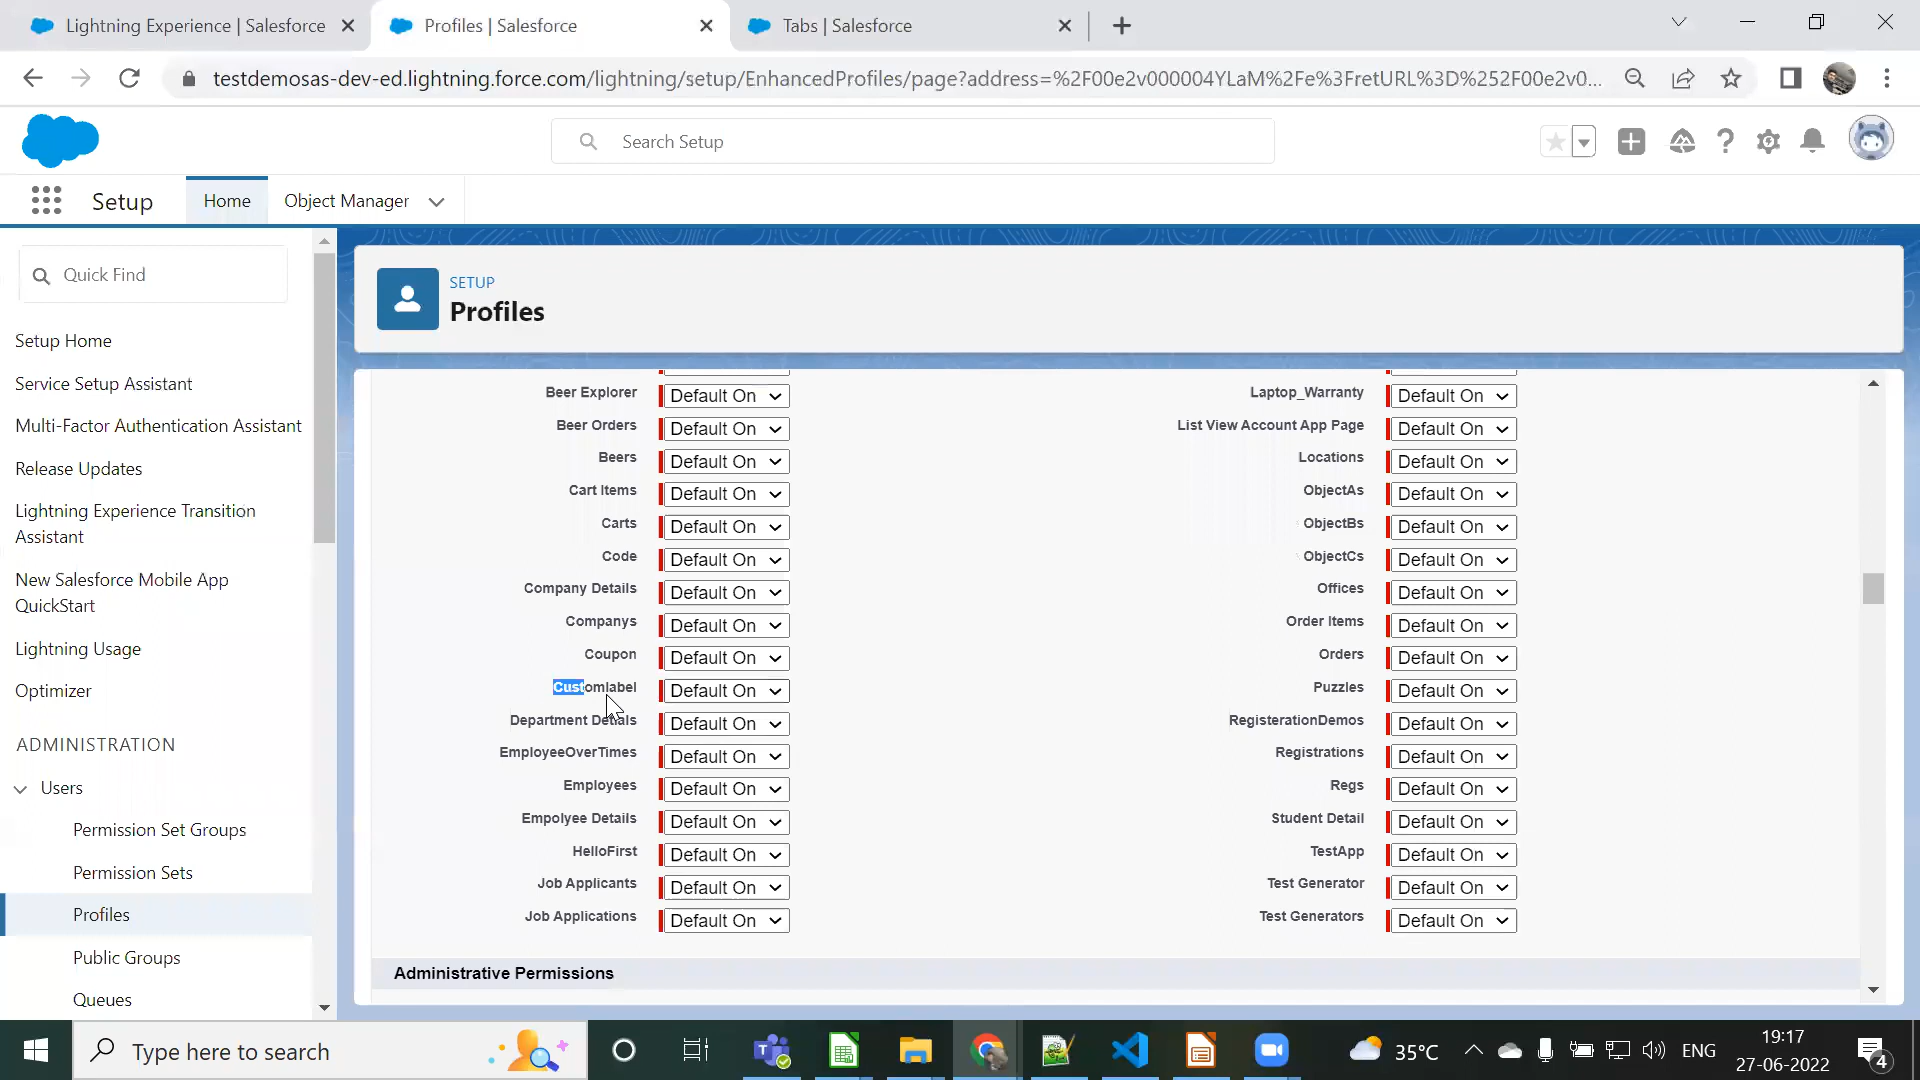 Lightning Experience | Salesforce
Profiles | Salesforce
Tabs | Salesforce
testdemosas-dev-ed.lightning.force.com/lightning/setup/EnhancedProfiles/page?address=%2F00e2v000004YLaM%2Fe%3FretURL%3D%252F00e2v0...
Search Setup
Setup
Home
Object Manager
Quick Find
Setup Home
Service Setup Assistant
Multi-Factor Authentication Assistant
Release Updates
Lightning Experience Transition
Assistant
New Salesforce Mobile App
QuickStart
Lightning Usage
Optimizer
ADMINISTRATION
Users
Permission Set Groups
Permission Sets
Profiles
Public Groups
Queues
SETUP
Profiles
Beer Explorer Default On Laptop_Warranty Default On
Beer Orders Default On List View Account App Page Default On
Beers Default On Locations Default On
Cart Items Default On ObjectAs Default On
Carts Default On ObjectBs Default On
Code Default On ObjectCs Default On
Company Details Default On Offices Default On
Companys Default On Order Items Default On
Coupon Default On Orders Default On
Customlabel Default On Puzzles Default On
Department Details Default On RegisterationDemos Default On
EmployeeOverTimes Default On Registrations Default On
Employees Default On Regs Default On
Empolyee Details Default On Student Detail Default On
HelloFirst Default On TestApp Default On
Job Applicants Default On Test Generator Default On
Job Applications Default On Test Generators Default On
Administrative Permissions
Type here to search
35°C
ENG
19:17
27-06-2022
4